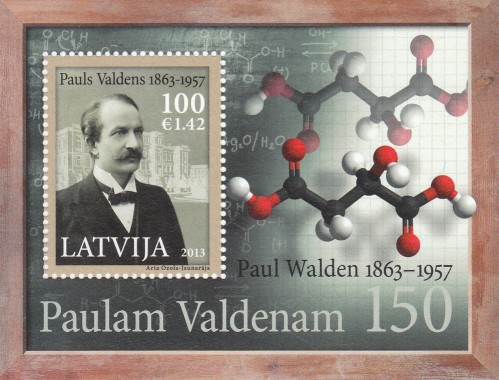 Pauls Valdens 1863-1957
100
€1.42
LATVIJA 2013
Arta Ozola-Jaunarāja
Paul Walden 1863–1957
Paulam Valdenam 150